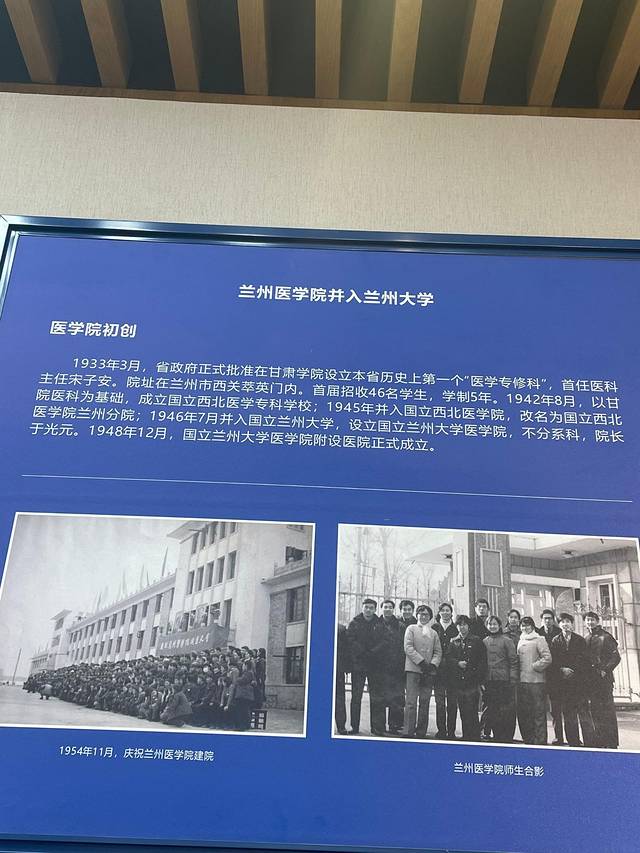 兰州医学院并入兰州大学
医学院初创
1933年3月，省政府正式批准在甘肃学院设立本省历史上第一个“医学专修科”，首任医科
主任宋子安。院址在兰州市西关萃英门内。首届招收46名学生，学制5年。1942年8月，以甘
院医科为基础，成立国立西北医学专科学校；1945年并入国立西北医学院，改名为国立西北
医学院兰州分院；1946年7月并入国立兰州大学，设立国立兰州大学医学院，不分系科，院长
于光元。1948年12月，国立兰州大学医学院附设医院正式成立。
1954年11月，庆祝兰州医学院建院
兰州医学院师生合影